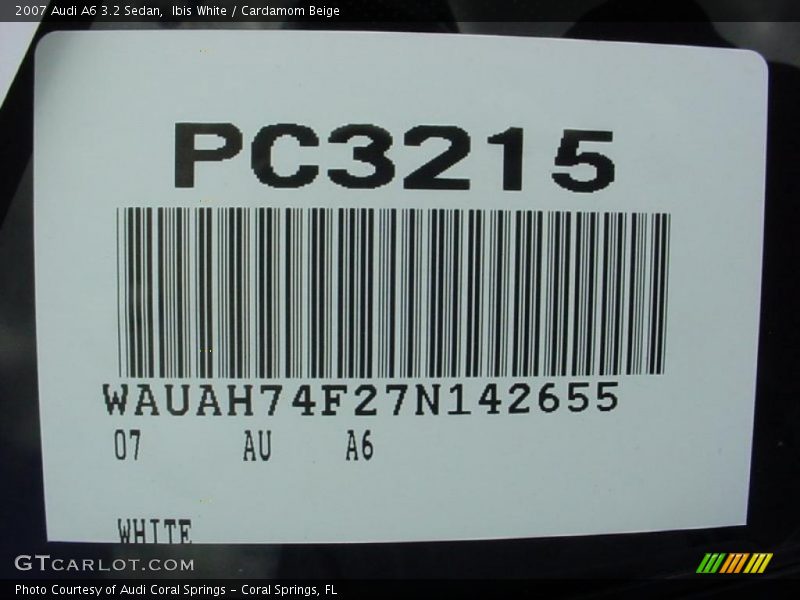 2007 Audi A6 3.2 Sedan,  Ibis White / Cardamom Beige
PC3215
WAUAH74F27N142655
07 AU A6
WHITE
GTCARLOT.COM
Photo Courtesy of Audi Coral Springs - Coral Springs, FL